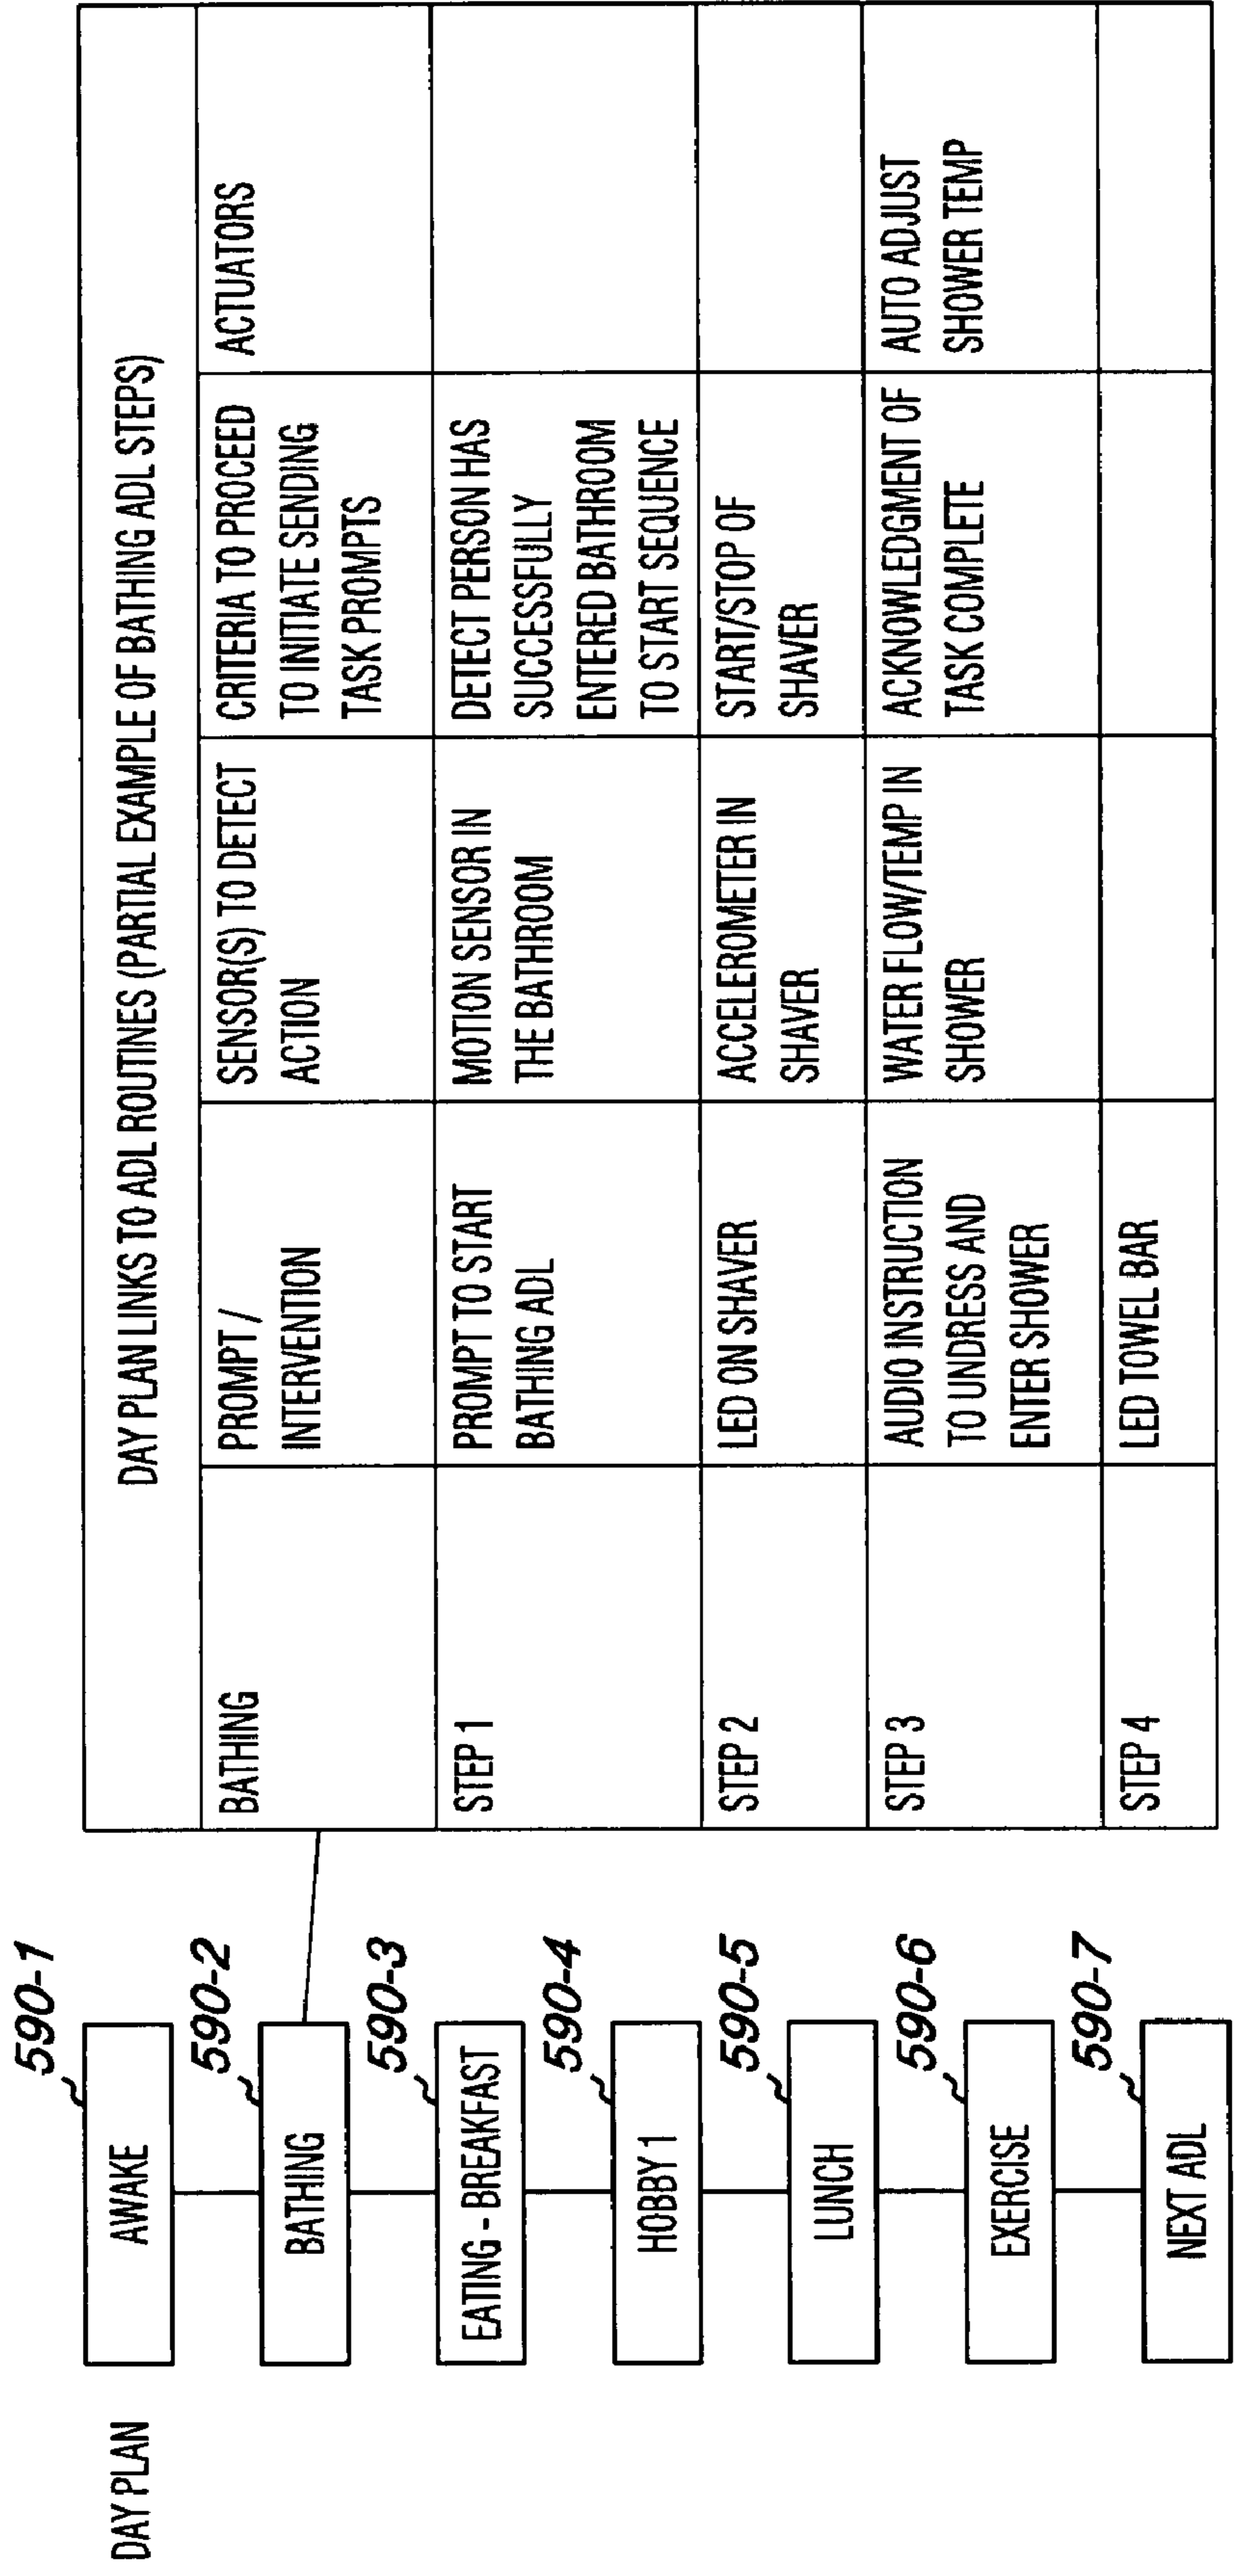 DAY PLAN
590-1
AWAKE
590-2
BATHING
590-3
EATING - BREAKFAST
590-4
HOBBY 1
590-5
LUNCH
590-6
EXERCISE
590-7
NEXT ADL
DAY PLAN LINKS TO ADL ROUTINES (PARTIAL EXAMPLE OF BATHING ADL STEPS)
BATHING
PROMPT /
INTERVENTION
SENSOR(S) TO DETECT
ACTION
CRITERIA TO PROCEED
TO INITIATE SENDING
TASK PROMPTS
ACTUATORS
STEP 1
PROMPT TO START
BATHING ADL
MOTION SENSOR IN
THE BATHROOM
DETECT PERSON HAS
SUCCESSFULLY
ENTERED BATHROOM
TO START SEQUENCE
STEP 2
LED ON SHAVER
ACCELEROMETER IN
SHAVER
START/STOP OF
SHAVER
STEP 3
AUDIO INSTRUCTION
TO UNDRESS AND
ENTER SHOWER
WATER FLOW/TEMP IN
SHOWER
ACKNOWLEDGMENT OF
TASK COMPLETE
AUTO ADJUST
SHOWER TEMP
STEP 4
LED TOWEL BAR